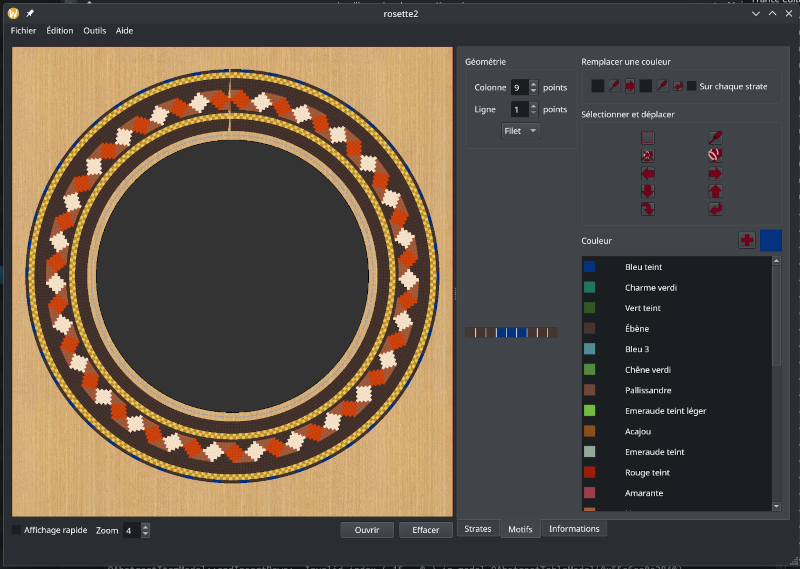 rosette2
Fichier Édition Outils Aide
Géométrie
Colonne 9 points
Ligne 1 points
Filet
Remplacer une couleur
Sur chaque strate
Sélectionner et déplacer
Couleur
Bleu teint
Charme verdi
Vert teint
Ébène
Bleu 3
Chêne verdi
Pallissandre
Emeraude teint léger
Acajou
Emeraude teint
Rouge teint
Amarante
Affichage rapide Zoom 4 Ouvrir Effacer
Strates Motifs Informations